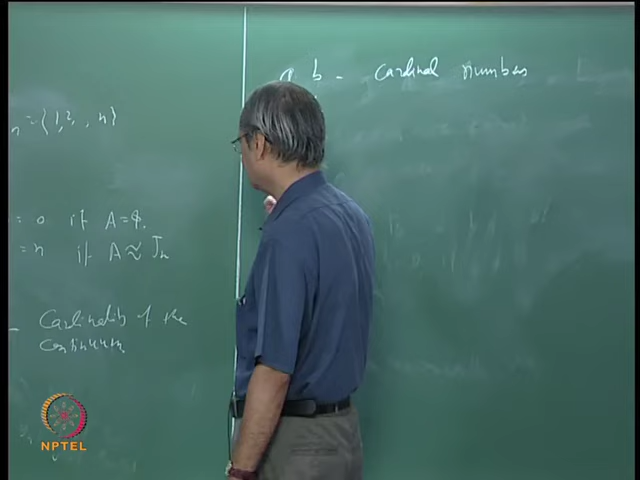 n = {1, 2, , n}
= 0 if A = φ.
= n if A ≈ Jn
– Cardinality of the
continuum
a, b - cardinal numbers
NPTEL